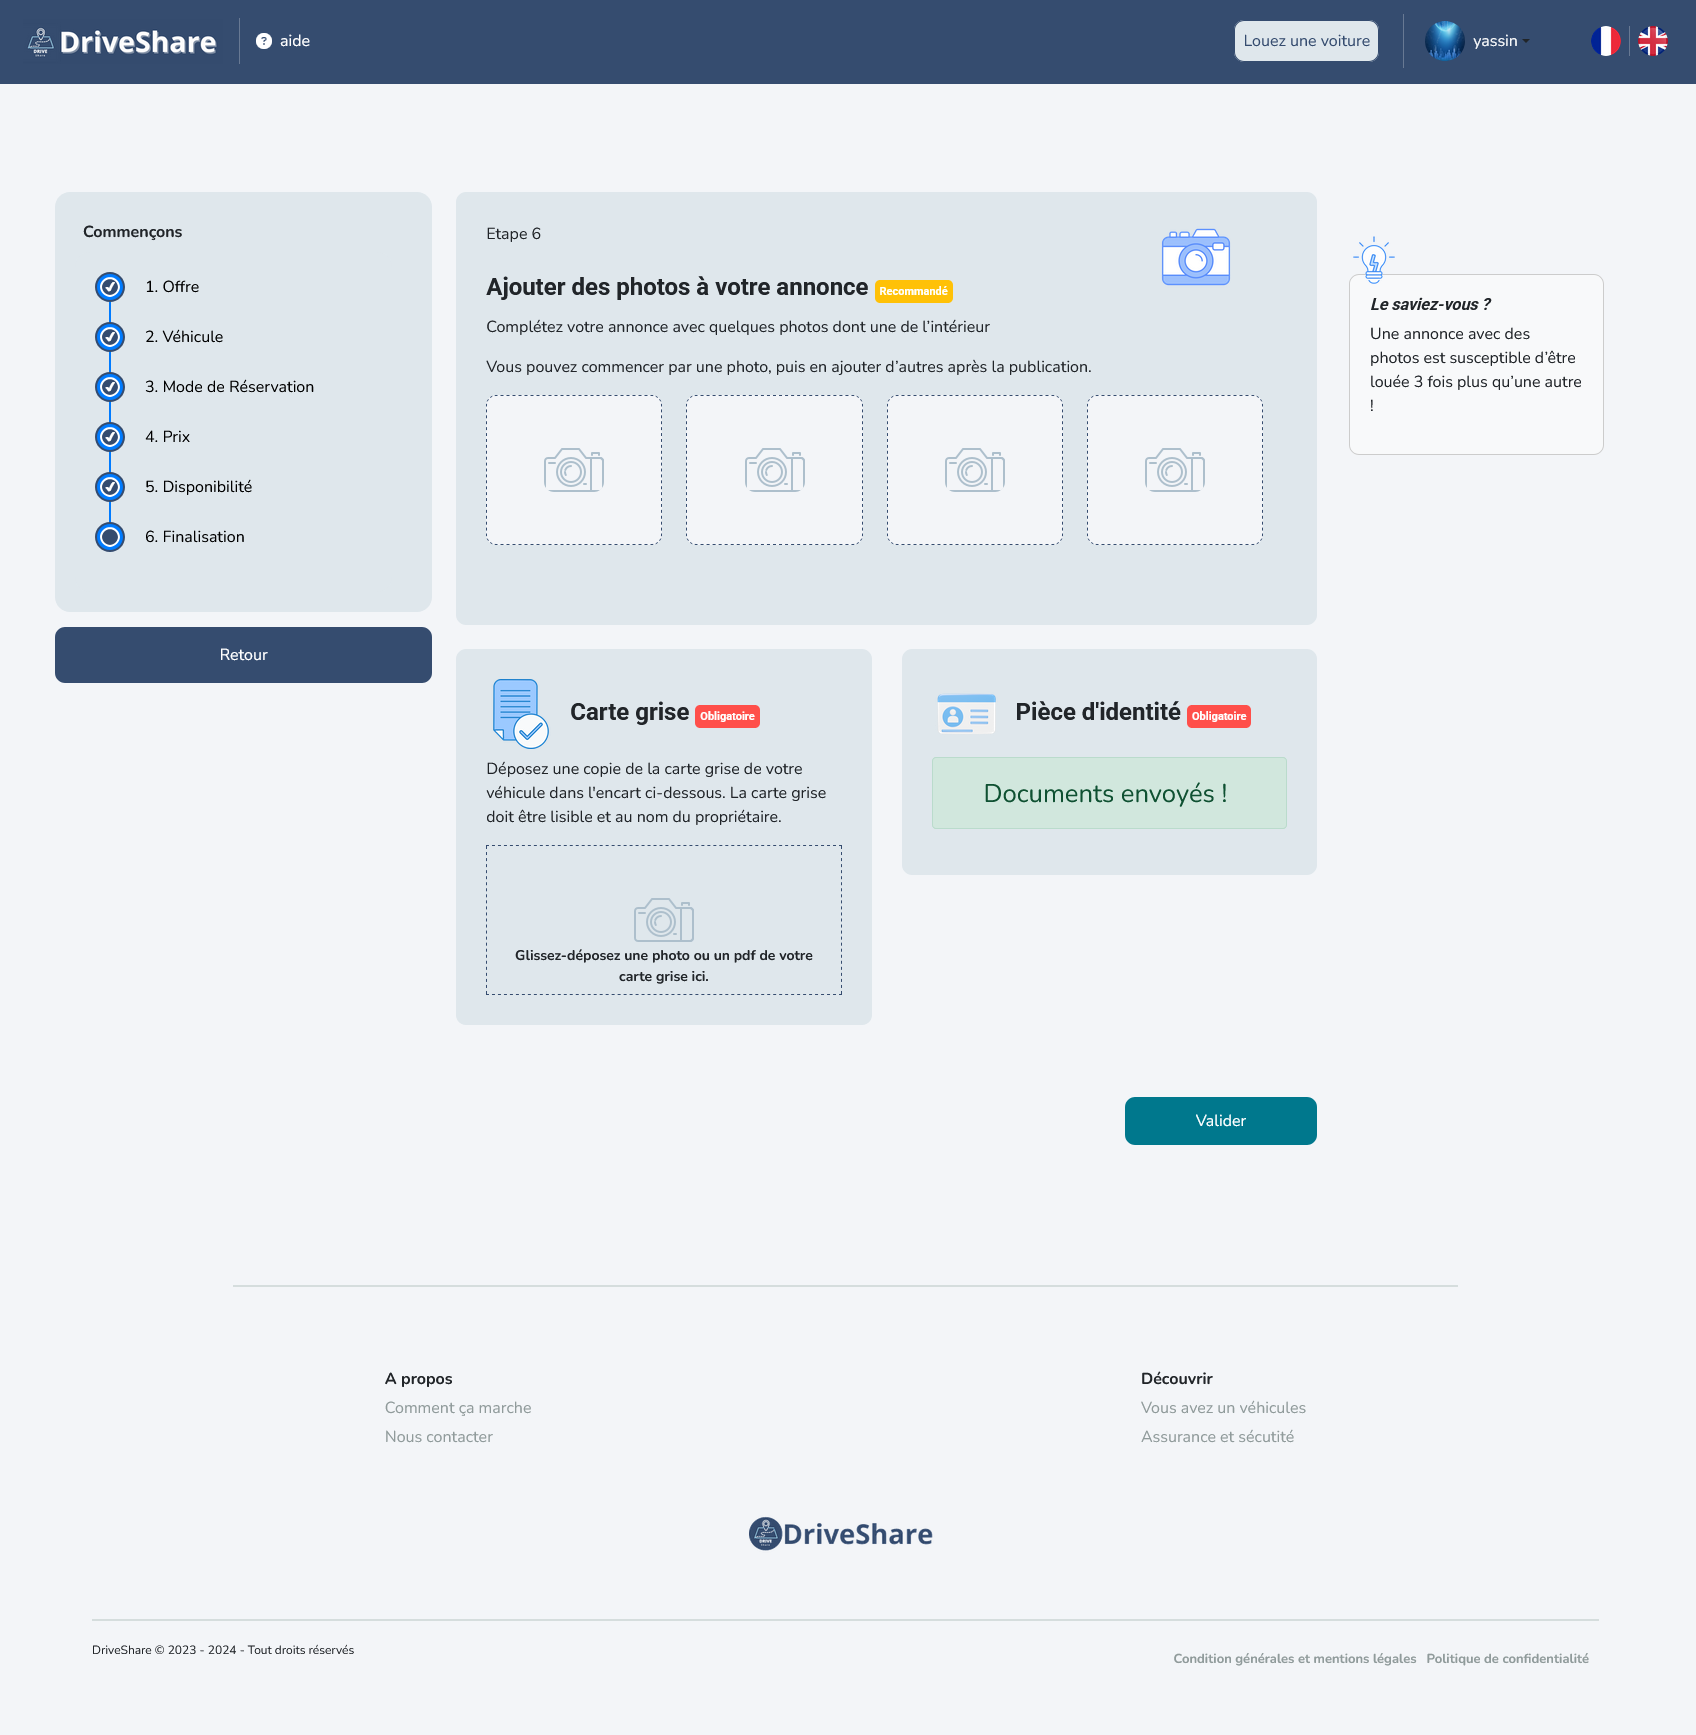 DriveShare
aide
Louez une voiture
yassin
Commençons
1. Offre
2. Véhicule
3. Mode de Réservation
4. Prix
5. Disponibilité
6. Finalisation
Retour
Etape 6
Ajouter des photos à votre annonce Recommandé
Complétez votre annonce avec quelques photos dont une de l’intérieur
Vous pouvez commencer par une photo, puis en ajouter d’autres après la publication.
Le saviez-vous ?
Une annonce avec des
photos est susceptible d’être
louée 3 fois plus qu’une autre
!
Carte grise Obligatoire
Déposez une copie de la carte grise de votre
véhicule dans l'encart ci-dessous. La carte grise
doit être lisible et au nom du propriétaire.
Glissez-déposez une photo ou un pdf de votre
carte grise ici.
Pièce d'identité Obligatoire
Documents envoyés !
Valider
A propos
Comment ça marche
Nous contacter
Découvrir
Vous avez un véhicules
Assurance et sécutité
DriveShare
DriveShare © 2023 - 2024 - Tout droits réservés
Condition générales et mentions légales Politique de confidentialité